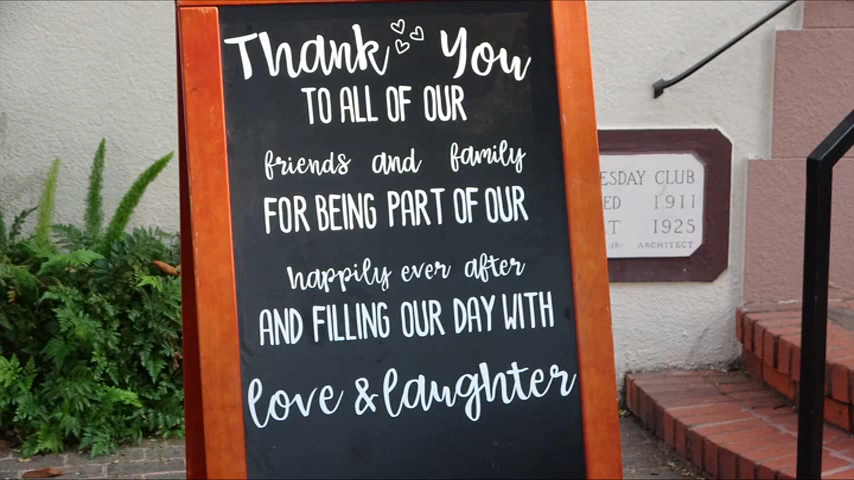 Thank You
TO ALL OF OUR
friends and family
FOR BEING PART OF OUR
happily ever after
AND FILLING OUR DAY WITH
love & laughter
ESDAY CLUB
ED 1911
T 1925
JR. ARCHITECT